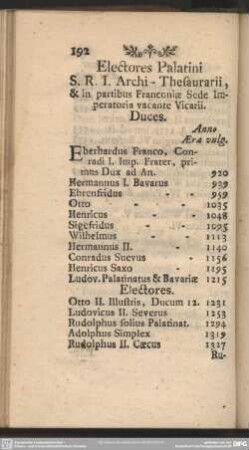 192
Electores Palatini
S. R. I. Archi-Thesaurarii,
& in partibus Franconiæ Sede Im-
peratoria vacante Vicarii.
Duces.
Anno
Æræ vulg.
Eberhardus Franco, Con-
radi I. Imp. Frater, pri-
mus Dux ad An. 920
Hermannus I. Bavarus 939
Ehrenfridus - - 959
Otto - - - 1035
Henricus - - - 1048
Sigefridus - - 1095
Wilhelmus - - 1113
Hermannus II. - - 1140
Conradus Suevus - 1156
Henricus Saxo - - 1195
Ludov. Palatinatus & Bavariæ 1215
Electores.
Otto II. Illustris, Ducum 12. 1231
Ludovicus II. Severus 1253
Rudolphus solius Palatinat. 1294
Adolphus Simplex 1319
Rudolphus II. Cæcus 1327
Ru-